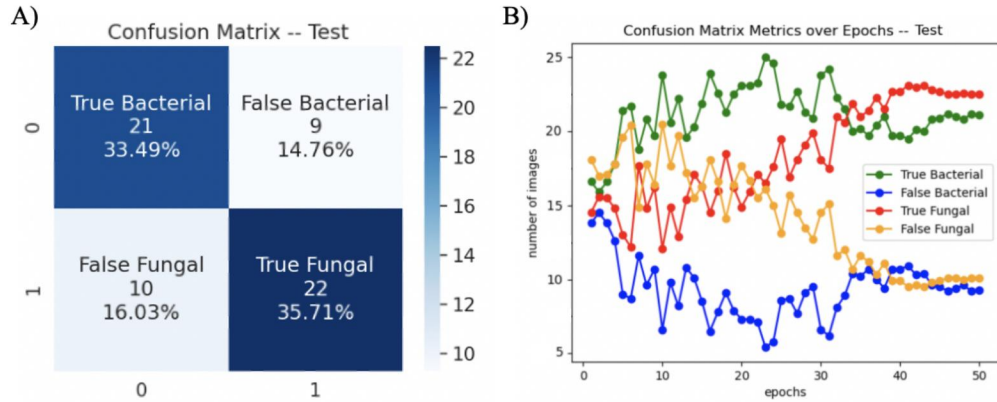 A)
Confusion Matrix -- Test
True Bacterial
21
33.49%
False Bacterial
9
14.76%
False Fungal
10
16.03%
True Fungal
22
35.71%
0
1
0
1
22
20
18
16
14
12
10
B)
Confusion Matrix Metrics over Epochs -- Test
number of images
25
20
15
10
5
True Bacterial
False Bacterial
True Fungal
False Fungal
0
10
20
30
40
50
epochs